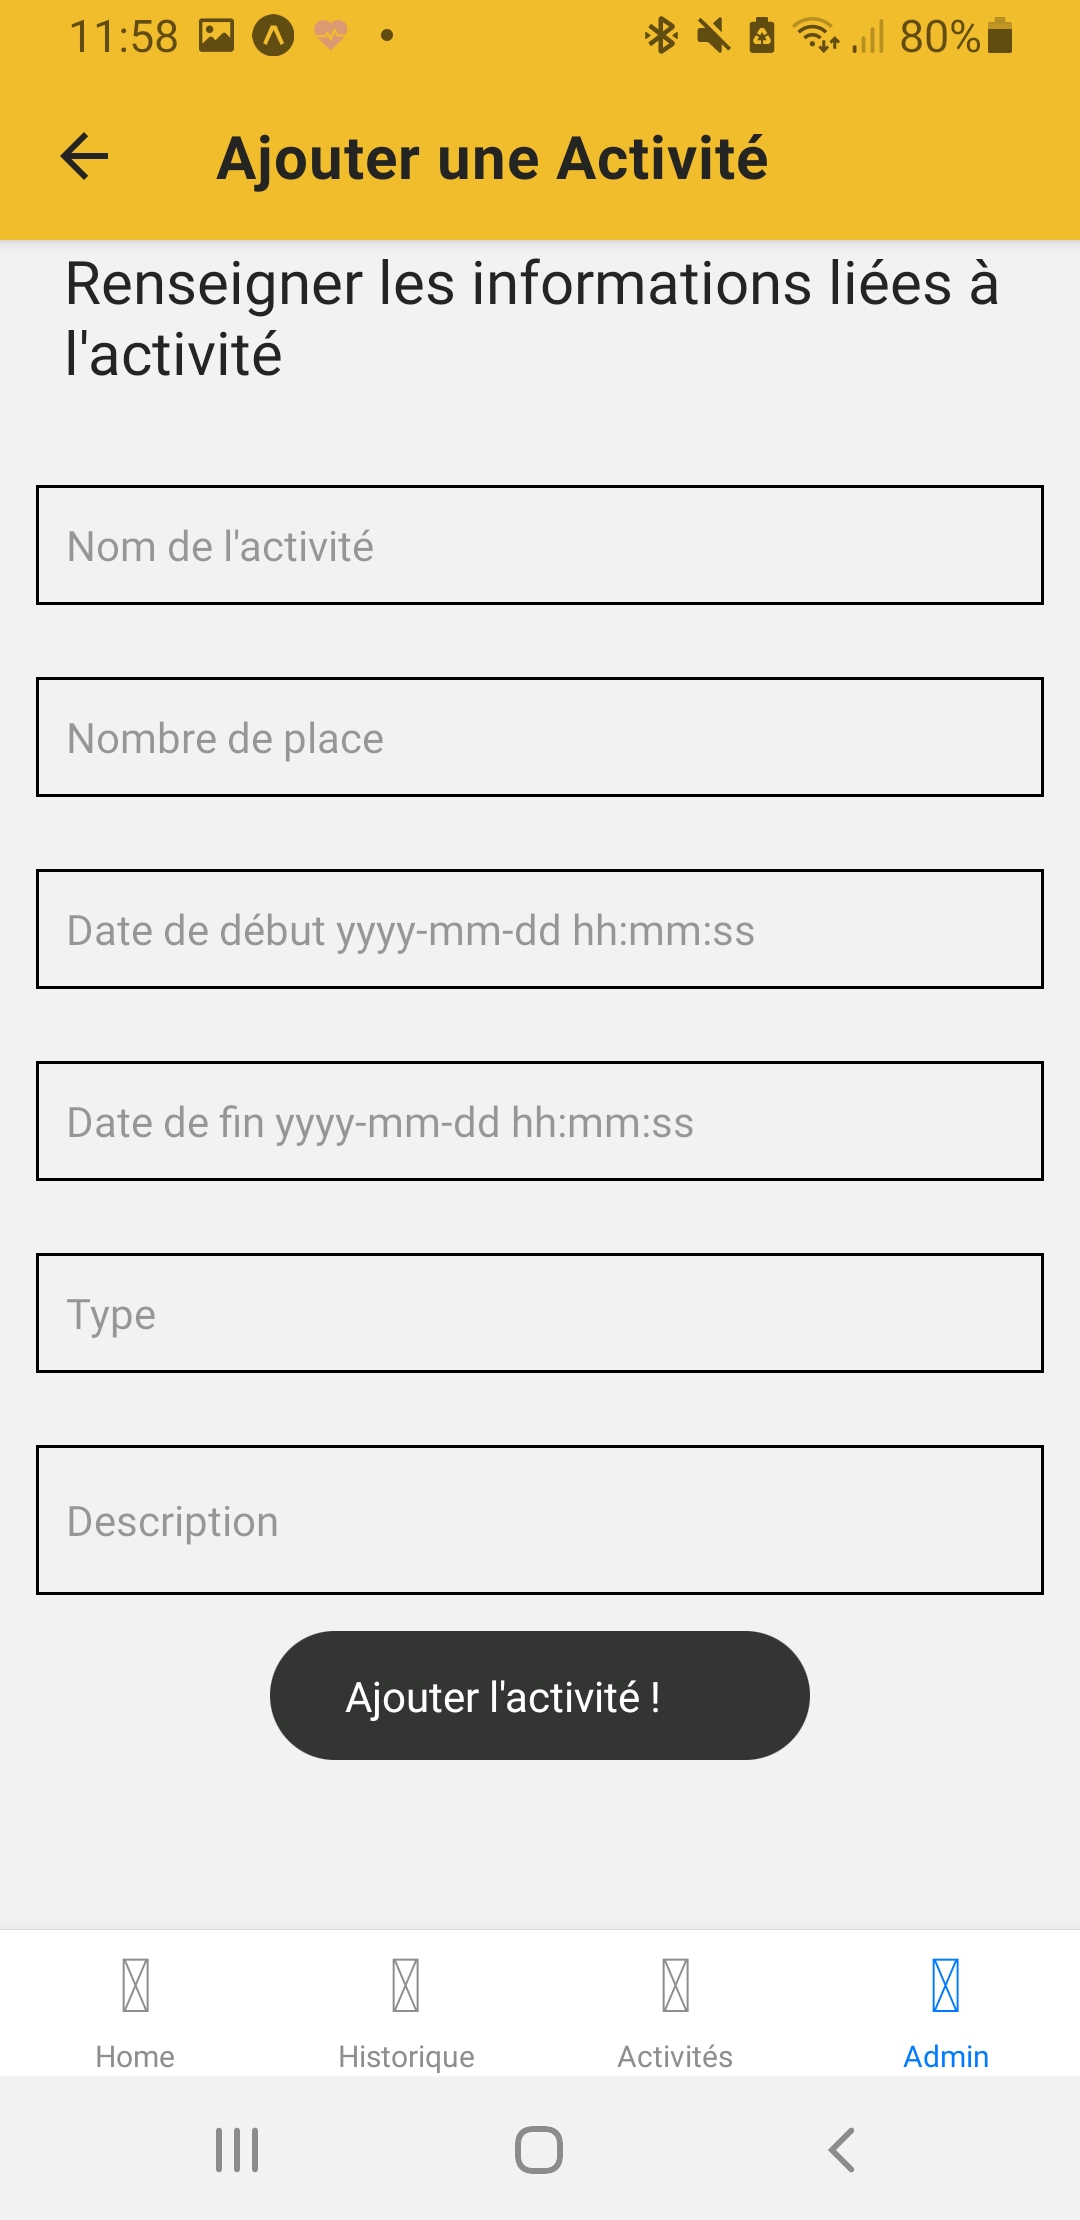 11:58
80%
Ajouter une Activité
Renseigner les informations liées à
l'activité
Nom de l'activité
Nombre de place
Date de début yyyy-mm-dd hh:mm:ss
Date de fin yyyy-mm-dd hh:mm:ss
Type
Description
Ajouter l'activité !
Home
Historique
Activités
Admin